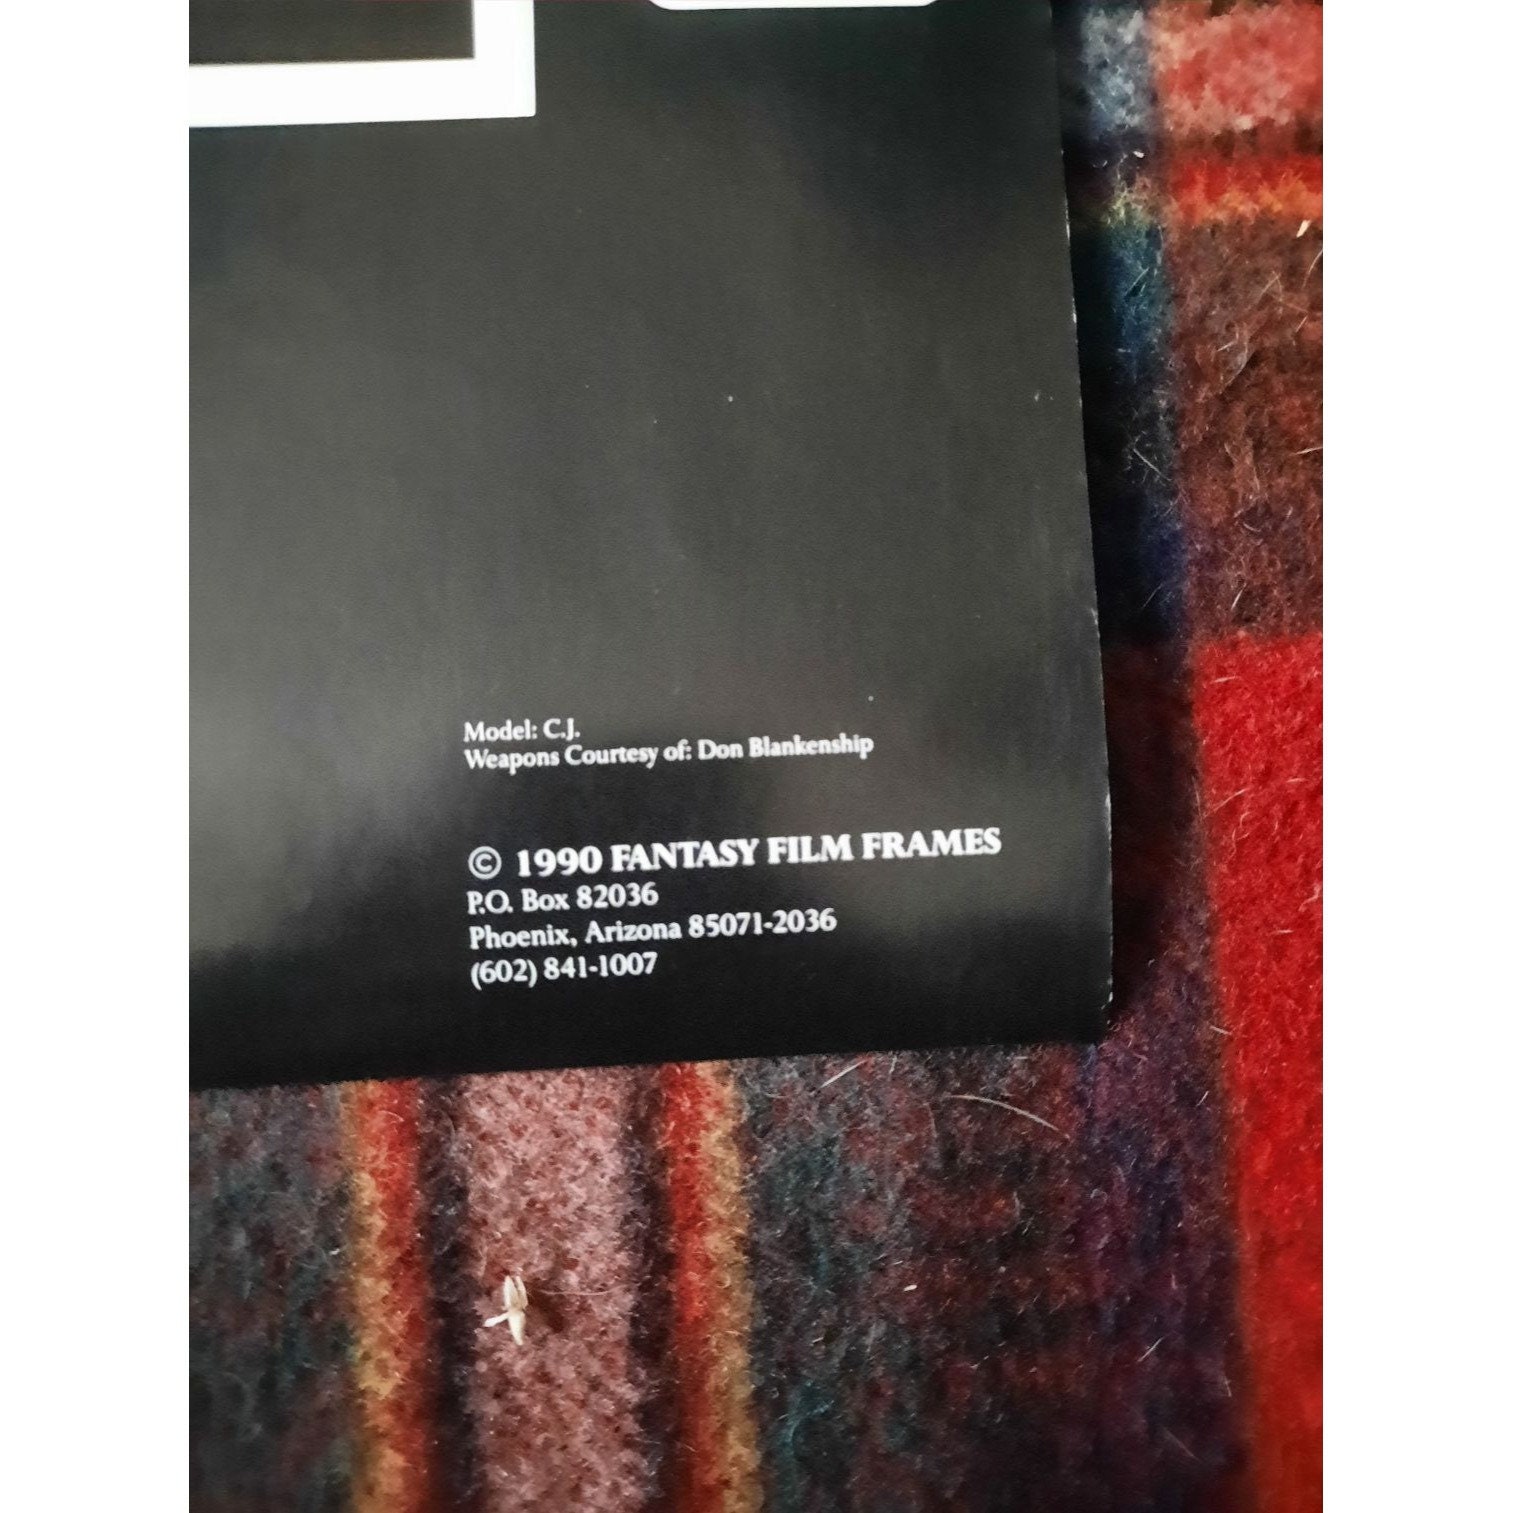 Model: C.J.
Weapons Courtesy of: Don Blankenship
© 1990 FANTASY FILM FRAMES
P.O. Box 82036
Phoenix, Arizona 85071-2036
(602) 841-1007